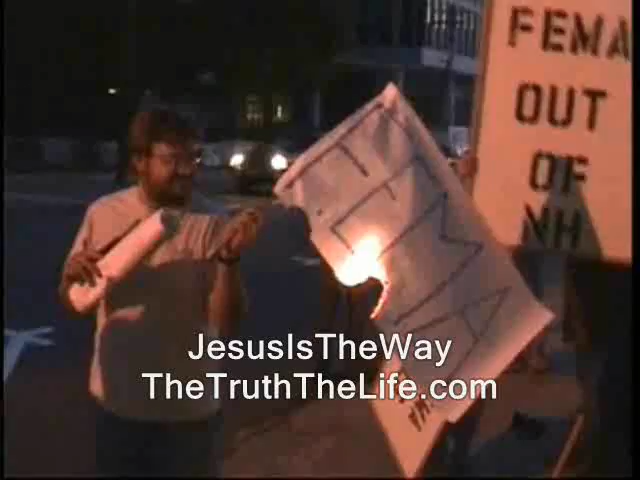 FEMA
OUT
OF
NH
FEMA
JesusIsTheWay
TheTruthTheLife.com